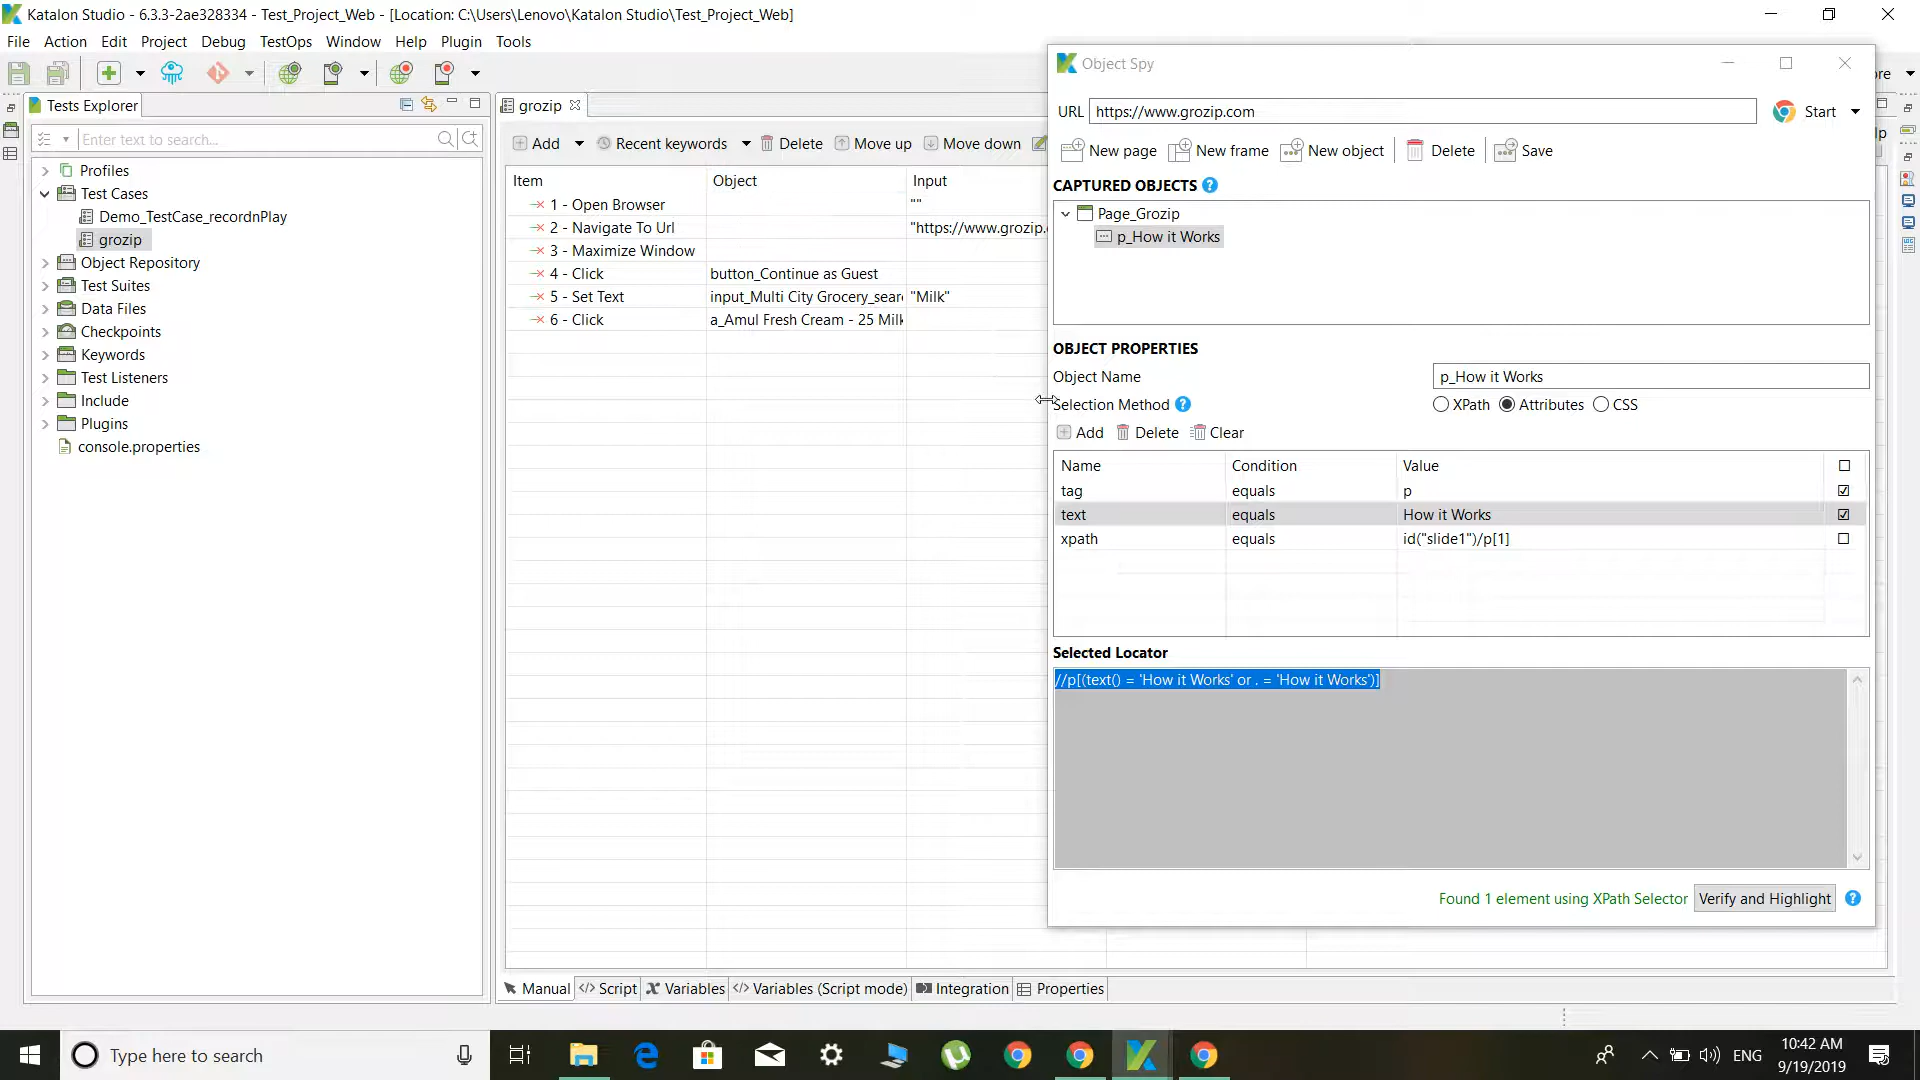 Katalon Studio - 6.3.3-2ae328334 - Test_Project_Web - [Location: C:\Users\Lenovo\Katalon Studio\Test_Project_Web]
File Action Edit Project Debug TestOps Window Help Plugin Tools
Tests Explorer
Enter text to search...
Profiles
Test Cases
Demo_TestCase_recordnPlay
grozip
Object Repository
Test Suites
Data Files
Checkpoints
Keywords
Test Listeners
Include
Plugins
console.properties
grozip
Add Recent keywords Delete Move up Move down
Item Object Input
1 - Open Browser ""
2 - Navigate To Url "https://www.grozip.
3 - Maximize Window
4 - Click button_Continue as Guest
5 - Set Text input_Multi City Grocery_sear "Milk"
6 - Click a_Amul Fresh Cream - 25 Milk
Manual </> Script Variables </> Variables (Script mode) Integration Properties
Object Spy
URL https://www.grozip.com Start
New page New frame New object Delete Save
CAPTURED OBJECTS ?
Page_Grozip
p_How it Works
OBJECT PROPERTIES
Object Name p_How it Works
Selection Method ? XPath Attributes CSS
Add Delete Clear
Name Condition Value
tag equals p
text equals How it Works
xpath equals id("slide1")/p[1]
Selected Locator
//p[(text() = 'How it Works' or . = 'How it Works')]
Found 1 element using XPath Selector Verify and Highlight ?
Type here to search
ENG
10:42 AM
9/19/2019